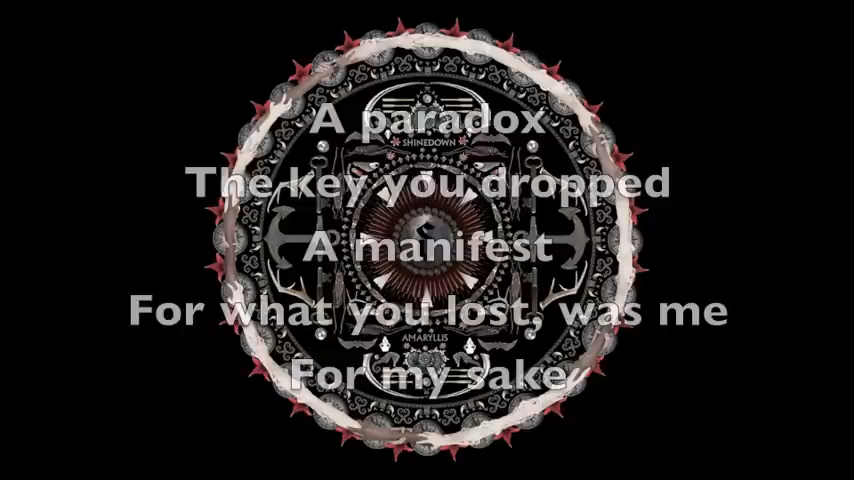 A paradox
SHINEDOWN
The key you dropped
A manifest
For what you lost, was me
AMARYLLIS
For my sake